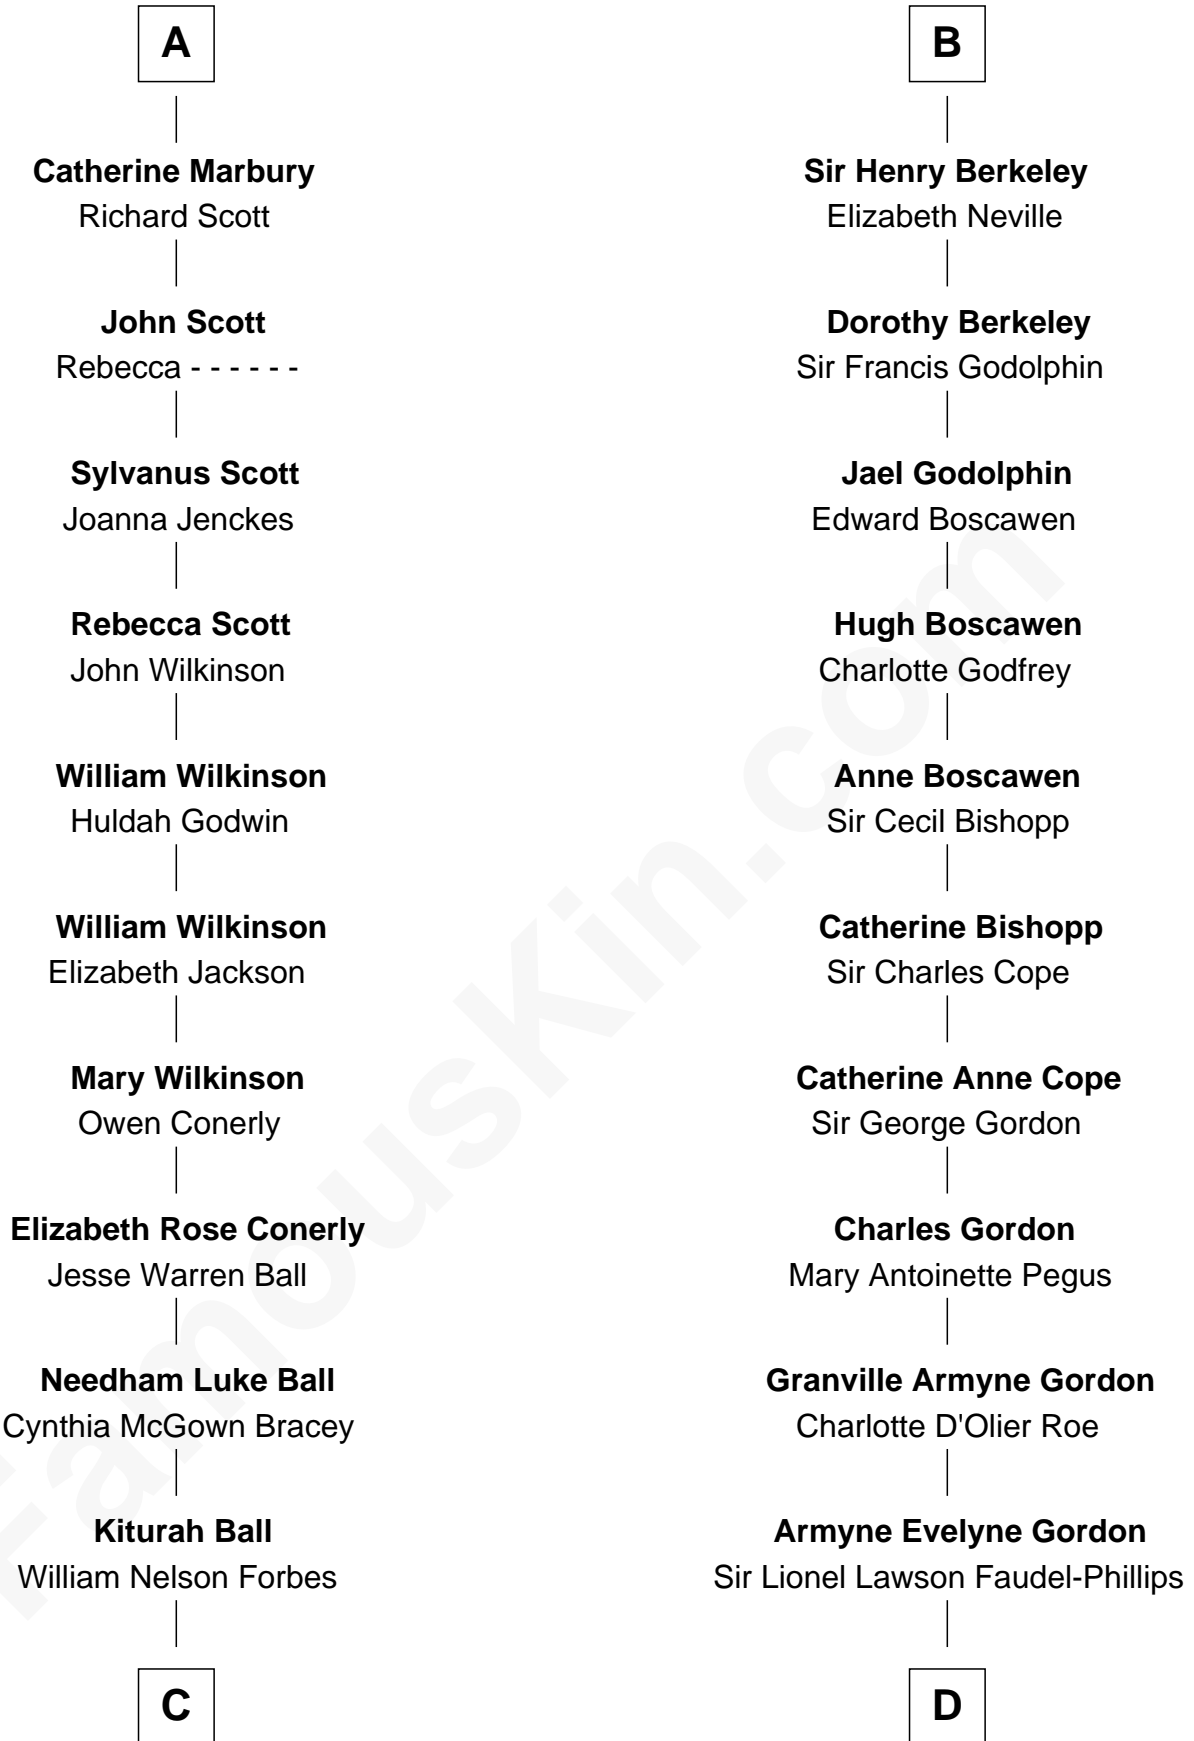 A
Catherine Marbury
Richard Scott
John Scott
Rebecca - - - - - -
Sylvanus Scott
Joanna Jenckes
Rebecca Scott
John Wilkinson
William Wilkinson
Huldah Godwin
William Wilkinson
Elizabeth Jackson
Mary Wilkinson
Owen Conerly
Elizabeth Rose Conerly
Jesse Warren Ball
Needham Luke Ball
Cynthia McGown Bracey
Kiturah Ball
William Nelson Forbes
C
B
Sir Henry Berkeley
Elizabeth Neville
Dorothy Berkeley
Sir Francis Godolphin
Jael Godolphin
Edward Boscawen
Hugh Boscawen
Charlotte Godfrey
Anne Boscawen
Sir Cecil Bishopp
Catherine Bishopp
Sir Charles Cope
Catherine Anne Cope
Sir George Gordon
Charles Gordon
Mary Antoinette Pegus
Granville Armyne Gordon
Charlotte D'Olier Roe
Armyne Evelyne Gordon
Sir Lionel Lawson Faudel-Phillips
D
FamousKin.com